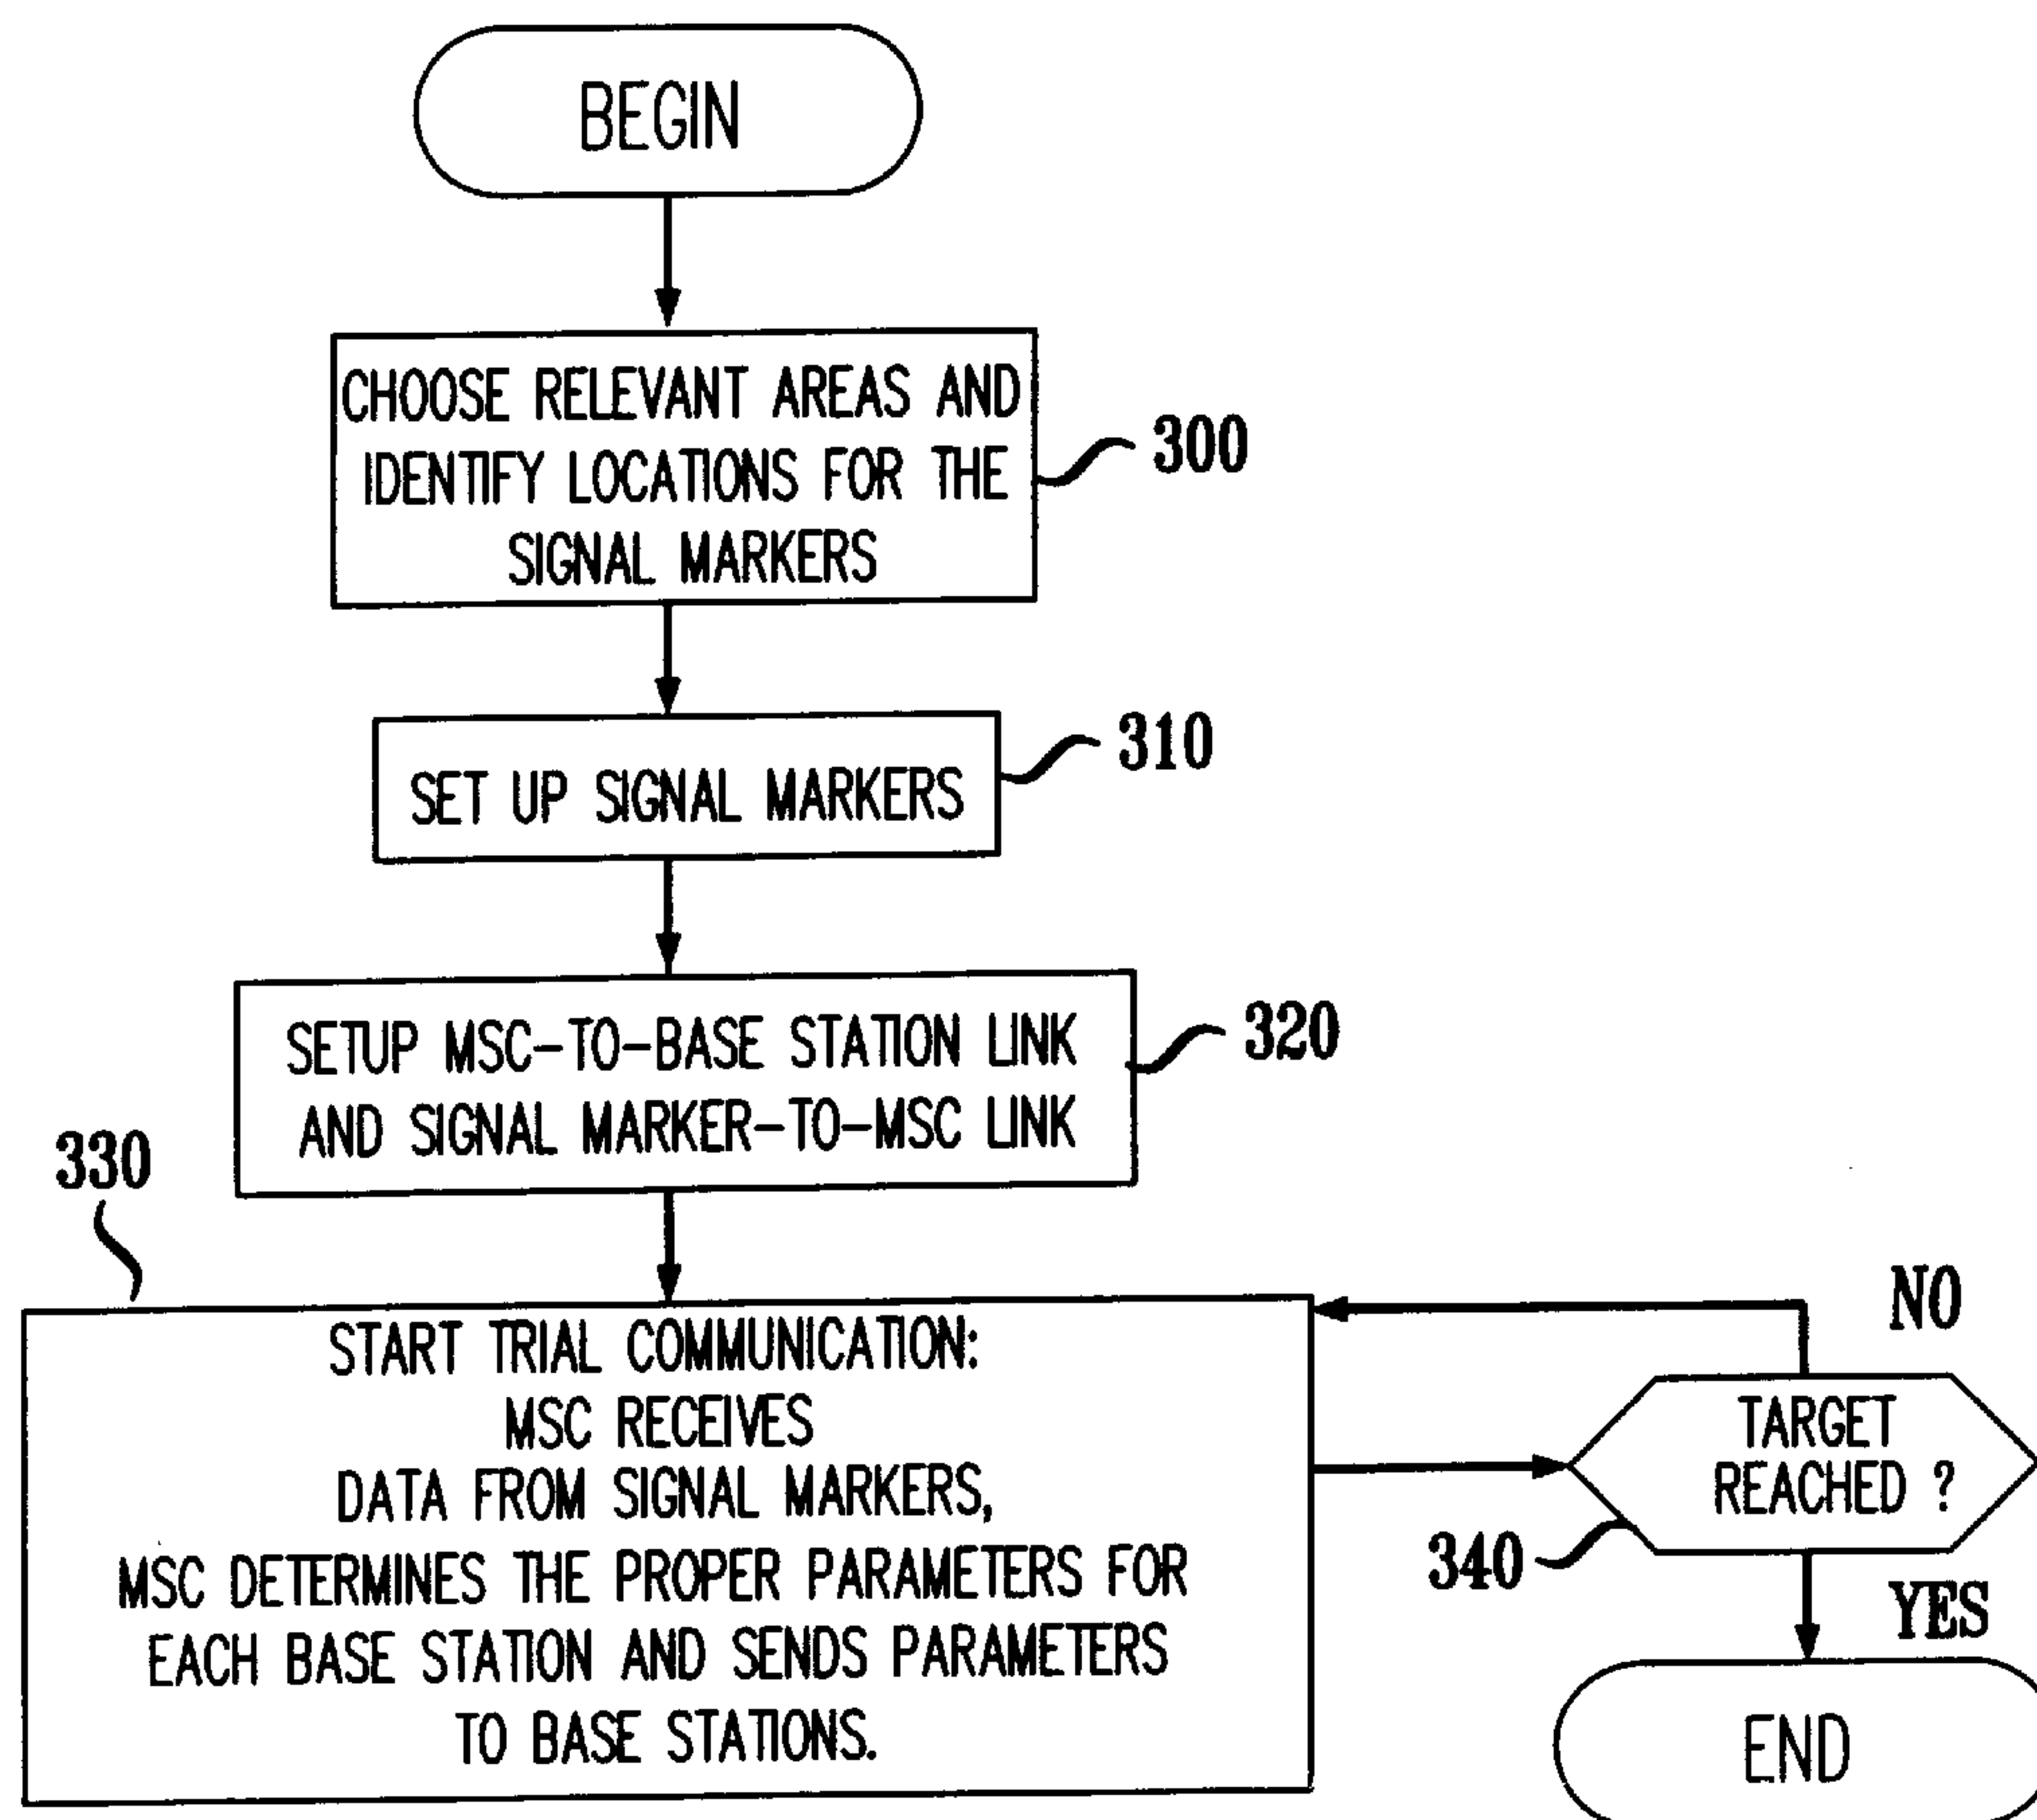 BEGIN
CHOOSE RELEVANT AREAS AND
IDENTIFY LOCATIONS FOR THE
SIGNAL MARKERS
300
SET UP SIGNAL MARKERS
310
SETUP MSC-TO-BASE STATION LINK
AND SIGNAL MARKER-TO-MSC LINK
320
330
START TRIAL COMMUNICATION:
MSC RECEIVES
DATA FROM SIGNAL MARKERS,
MSC DETERMINES THE PROPER PARAMETERS FOR
EACH BASE STATION AND SENDS PARAMETERS
TO BASE STATIONS.
NO
TARGET
REACHED ?
340
YES
END